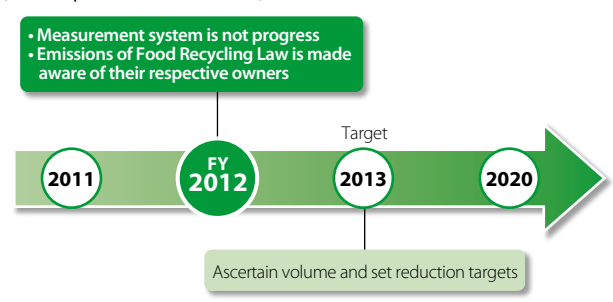 • Measurement system is not progress
• Emissions of Food Recycling Law is made
aware of their respective owners
Target
2011
FY
2012
2013
2020
Ascertain volume and set reduction targets